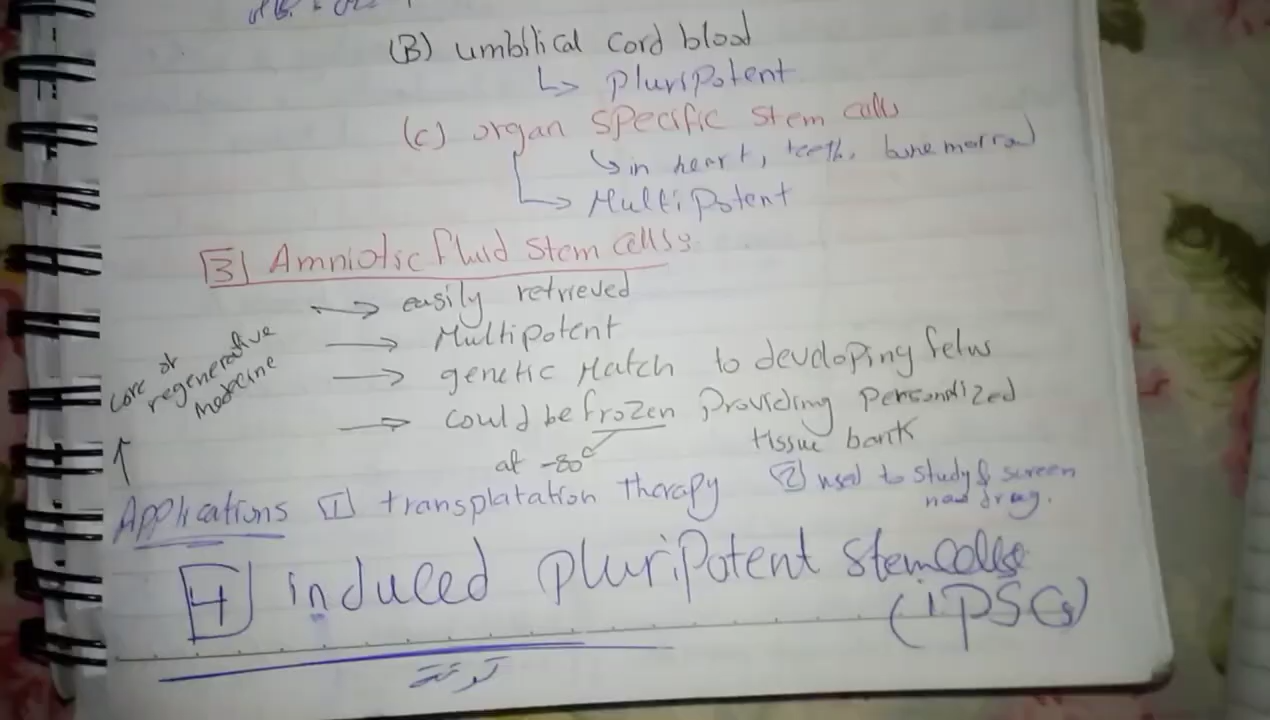 (B) umbilical cord blood
↳ Pluripotent
(C) organ specific stem cells
↳ in heart, teeth, bone marrow
→ Multipotent
3 Amniotic fluid stem cells:
→ easily retrieved
→ Multipotent
→ genetic Match to developing fetus
→ could be frozen Providing Personalized
at -80° tissue bank
core of
regenerative
Medecine
Applications 1 transplatation therapy 2 used to study & screen
new drug.
4 induced pluripotent stem cells
(iPSCs)